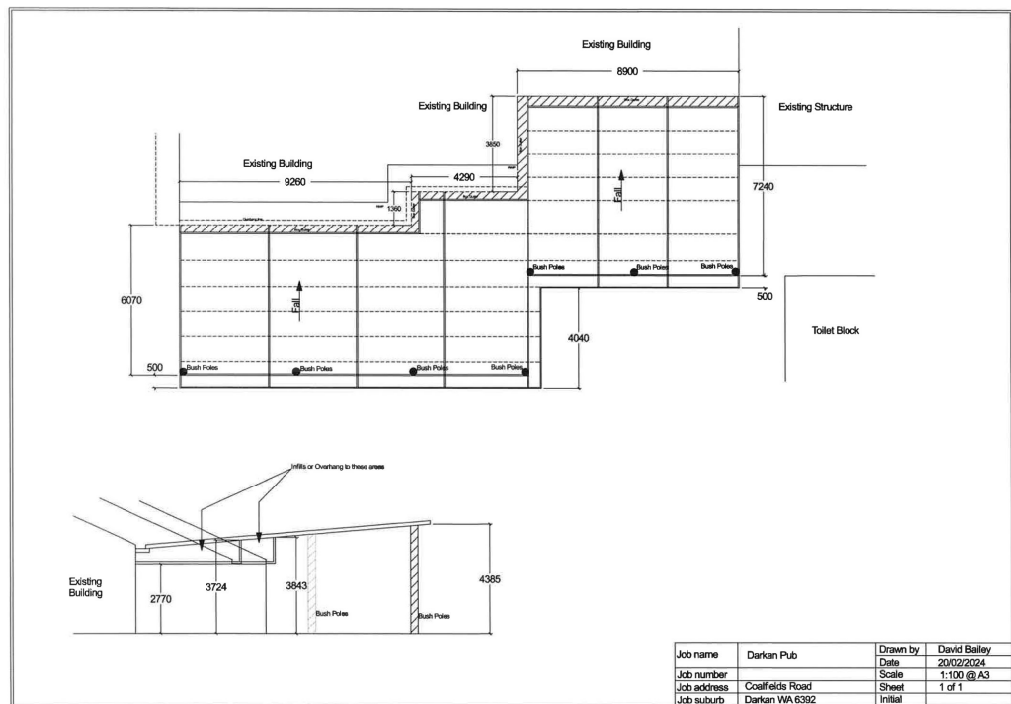 Existing Building
8900
Existing Building
Existing Structure
3850
Existing Building
4290
9260
7240
1360
Fall
Bush Poles
Bush Poles
Bush Poles
6070
500
Fall
Toilet Block
4040
500
Bush Poles
Bush Poles
Bush Poles
Bush Poles
Infills or Overhang to these areas
Existing
Building
2770
3724
3843
4385
Bush Poles
Bush Poles
Job name Darkan Pub Drawn by David Bailey
Date 20/02/2024
Job number Scale 1:100 @ A3
Job address Coalfeilds Road Sheet 1 of 1
Job suburb Darkan WA 6392 Initial